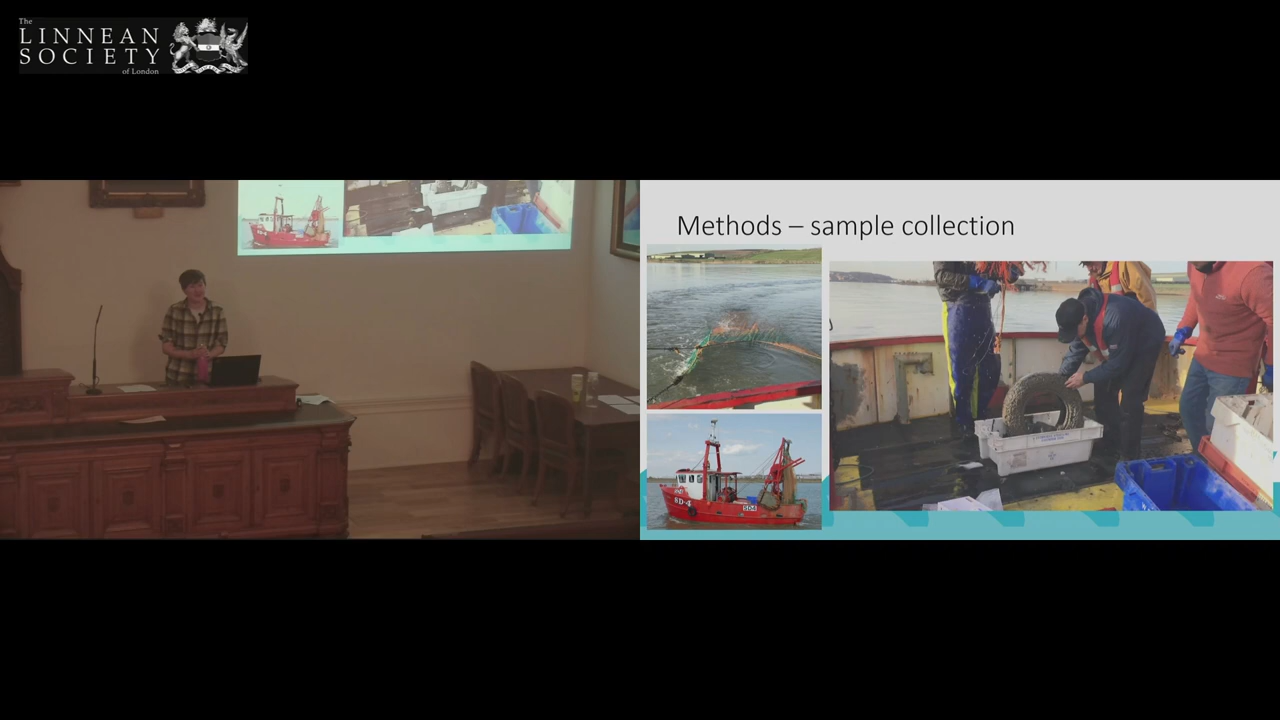 The
LINNEAN
SOCIETY
of London
Methods – sample collection
SD4